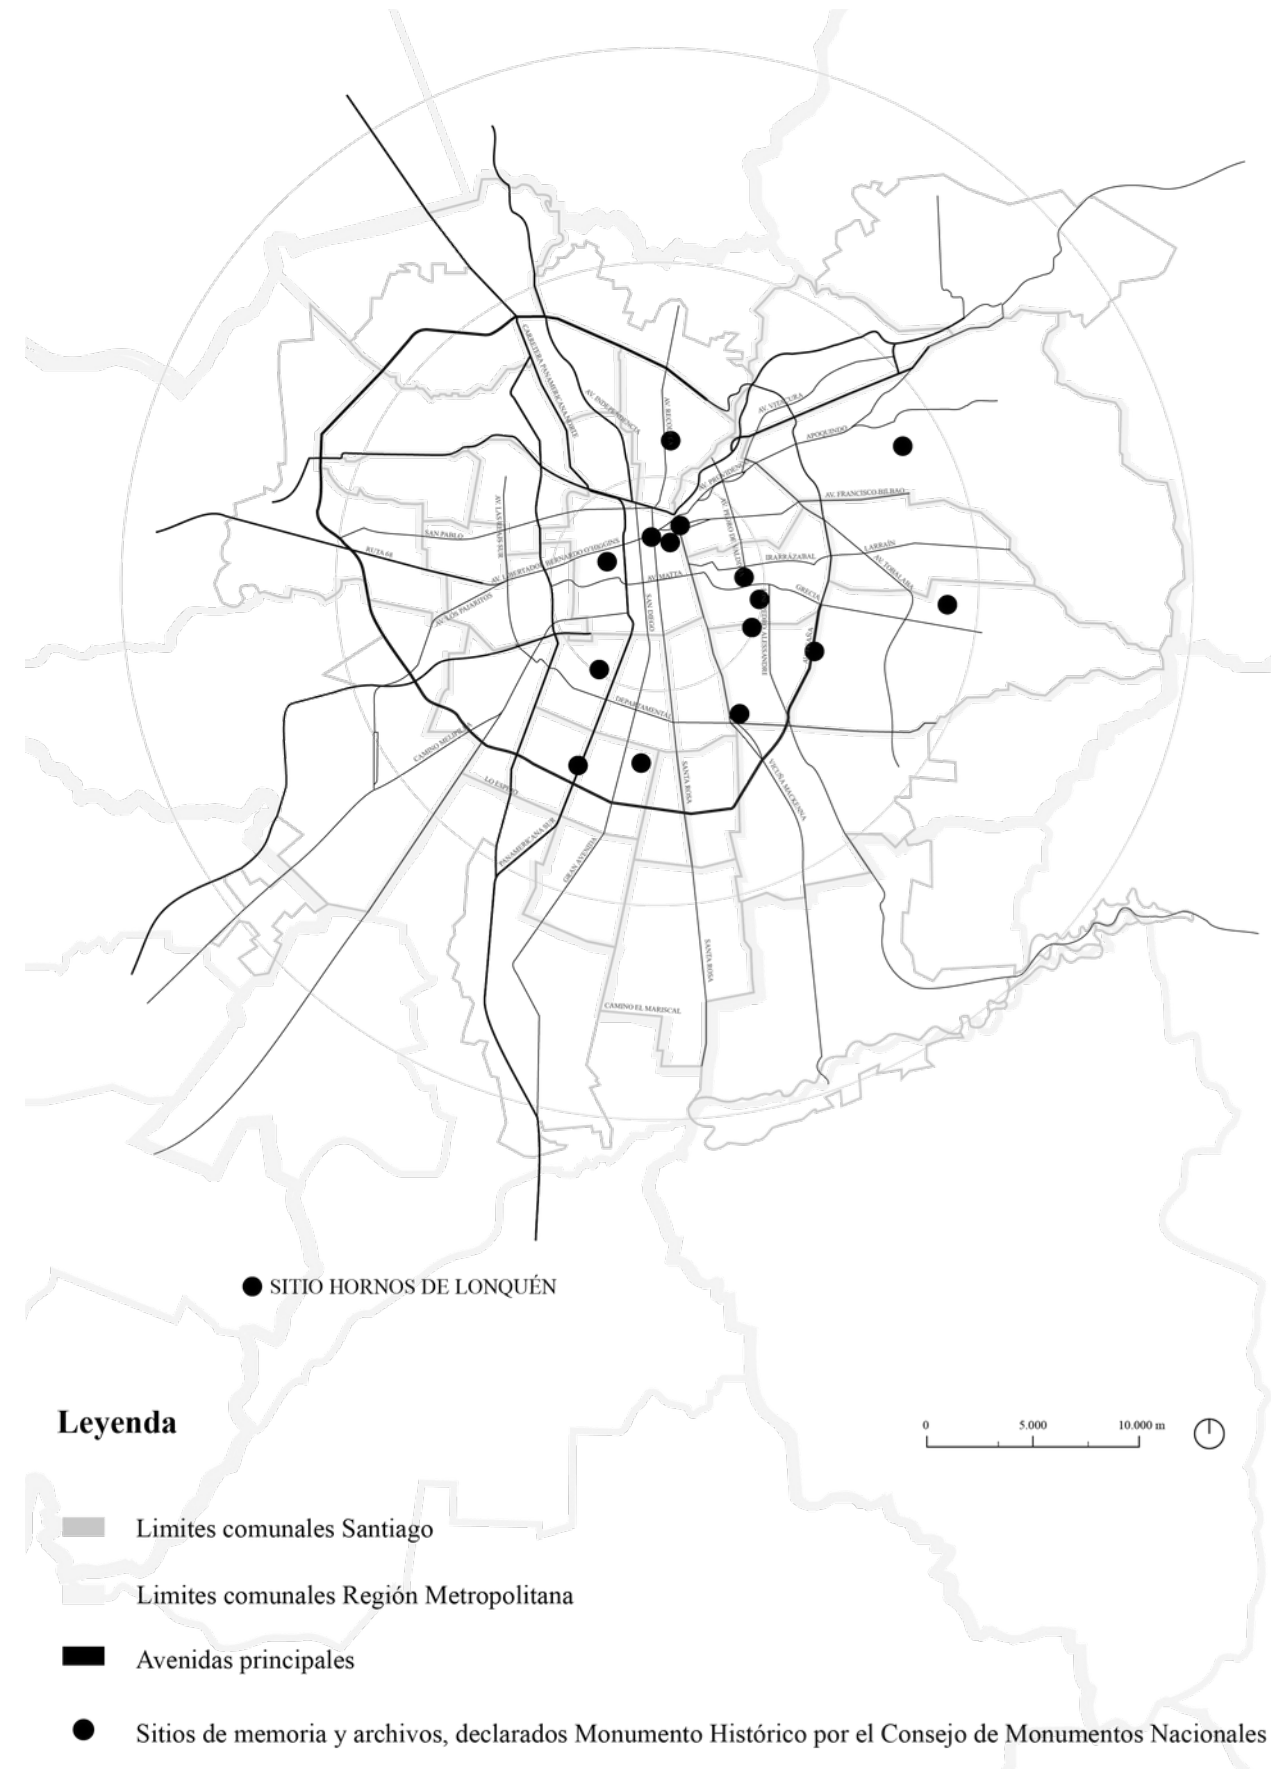 CARRETERA PANAMERICANA NORTE
AV. INDEPENDENCIA
AV. VITACURA
APOQUINDO
AV. FRANCISCO BILBAO
SAN PABLO
RUTA 68
AV. LIBERTADOR BERNARDO O'HIGGINS
AV. MATTA
IRARRÁZABAL
LARRAÍN
AV. TOBALABA
GRECIA
AV. LOS PAJARITOS
SAN DIEGO
DEPARTAMENTAL
CAMINO MELIPILLA
LO ESPEJO
SANTA ROSA
VICUÑA MACKENNA
PANAMERICANA SUR
GRAN AVENIDA
SANTA ROSA
CAMINO EL MARISCAL
SITIO HORNOS DE LONQUÉN
Leyenda
0 5.000 10.000 m
Limites comunales Santiago
Limites comunales Región Metropolitana
Avenidas principales
Sitios de memoria y archivos, declarados Monumento Histórico por el Consejo de Monumentos Nacionales